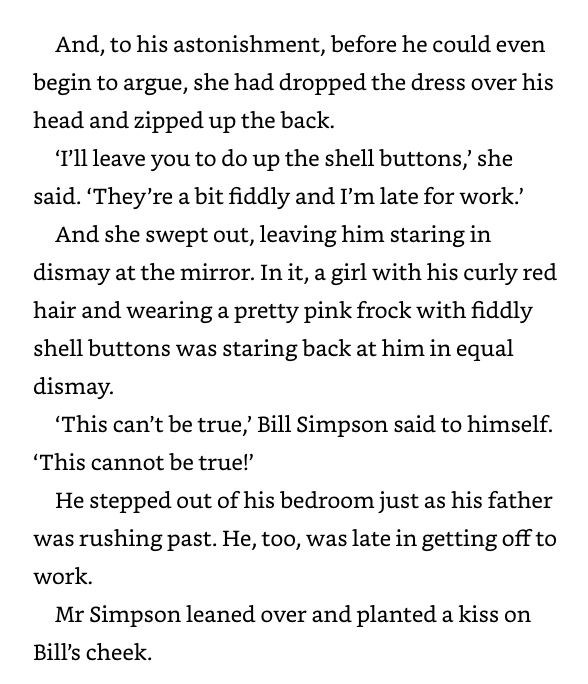 And, to his astonishment, before he could even
begin to argue, she had dropped the dress over his
head and zipped up the back.
‘I’ll leave you to do up the shell buttons,’ she
said. ‘They’re a bit fiddly and I’m late for work.’
And she swept out, leaving him staring in
dismay at the mirror. In it, a girl with his curly red
hair and wearing a pretty pink frock with fiddly
shell buttons was staring back at him in equal
dismay.
‘This can’t be true,’ Bill Simpson said to himself.
‘This cannot be true!’
He stepped out of his bedroom just as his father
was rushing past. He, too, was late in getting off to
work.
Mr Simpson leaned over and planted a kiss on
Bill’s cheek.